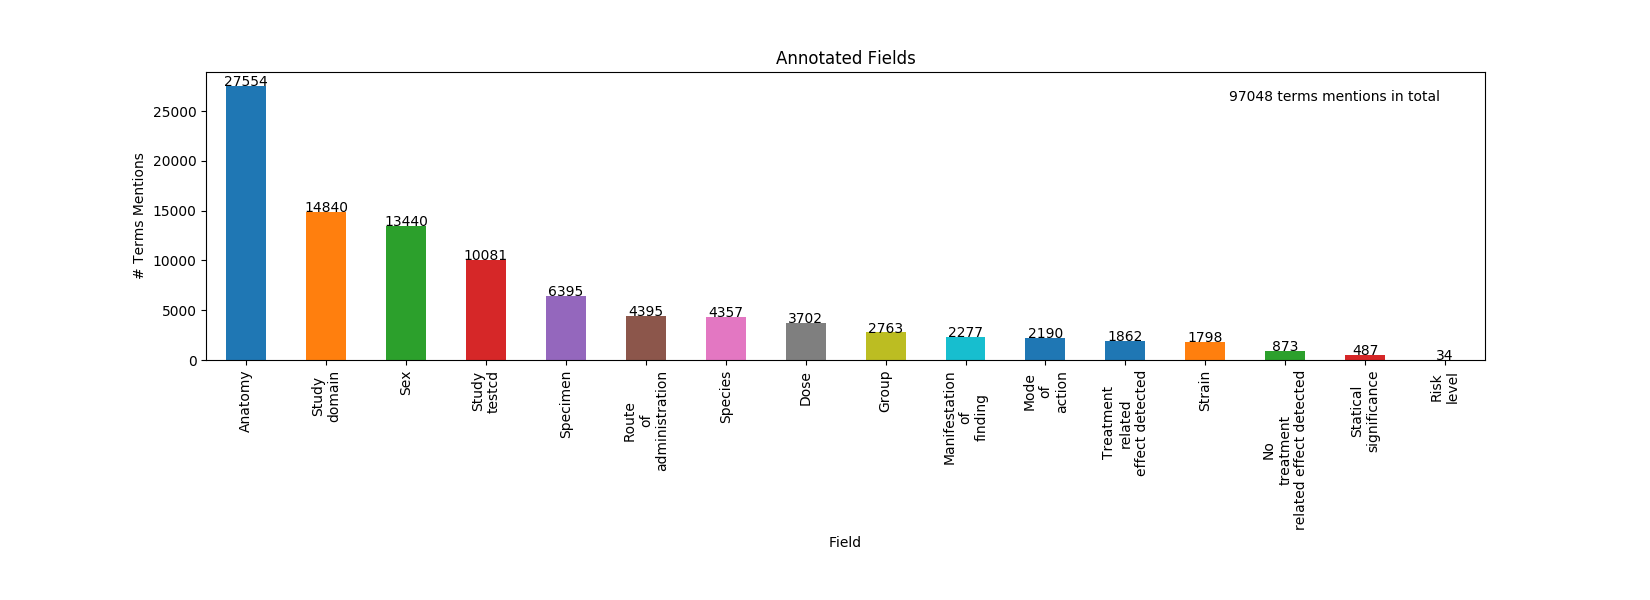 Annotated Fields
97048 terms mentions in total
# Terms Mentions
25000
20000
15000
10000
5000
0
27554
14840
13440
10081
6395
4395
4357
3702
2763
2277
2190
1862
1798
873
487
34
Anatomy
Study
domain
Sex
Study
testcd
Specimen
Route
of
administration
Species
Dose
Group
Manifestation
of
finding
Mode
of
action
Treatment
related
effect detected
Strain
No
treatment
related effect detected
Statical
significance
Risk
level
Field